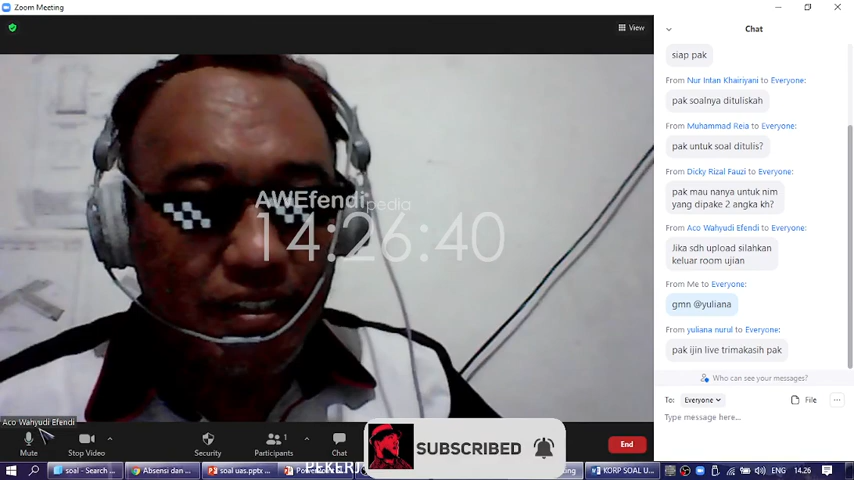 Zoom Meeting
View
Chat
siap pak
From Nur Intan Khairiyani to Everyone:
pak soalnya dituliskah
From Muhammad Reia to Everyone:
pak untuk soal ditulis?
From Dicky Rizal Fauzi to Everyone:
pak mau nanya untuk nim
yang dipake 2 angka kh?
From Aco Wahyudi Efendi to Everyone:
Jika sdh upload silahkan
keluar room ujian
From Me to Everyone:
gmn @yuliana
From yuliana nurul to Everyone:
pak ijin live trimakasih pak
Who can see your messages?
To: Everyone
File
Type message here...
AWEfendipedia
14:26:40
Aco Wahyudi Efendi
Mute
Stop Video
Security
Participants
1
Chat
SUBSCRIBED
End
soal - Search ...
Absensi dan ...
soal uas.pptx ...
KORP SOAL U...
14.26